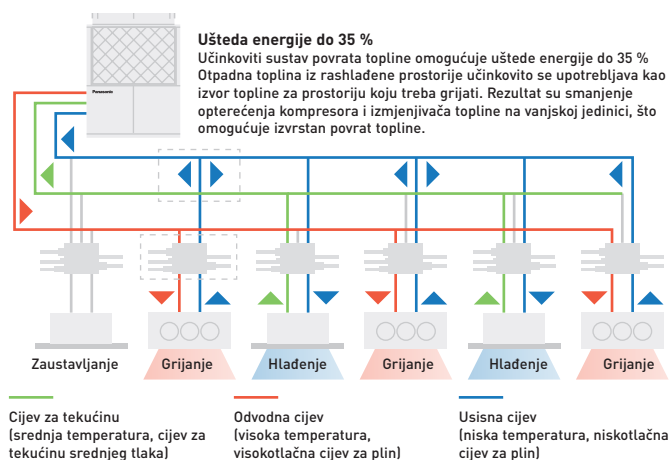 Ušteda energije do 35 %
Učinkoviti sustav povrata topline omogućuje uštede energije do 35 %
Otpadna toplina iz rashlađene prostorije učinkovito se upotrebljava kao
izvor topline za prostoriju koju treba grijati. Rezultat su smanjenje
opterećenja kompresora i izmjenjivača topline na vanjskoj jedinici, što
omogućuje izvrstan povrat topline.
Panasonic
Zaustavljanje
Grijanje
Hlađenje
Grijanje
Hlađenje
Grijanje
Cijev za tekućinu
(srednja temperatura, cijev za
tekućinu srednjeg tlaka)
Odvodna cijev
(visoka temperatura,
visokotlačna cijev za plin)
Usisna cijev
(niska temperatura, niskotlačna
cijev za plin)